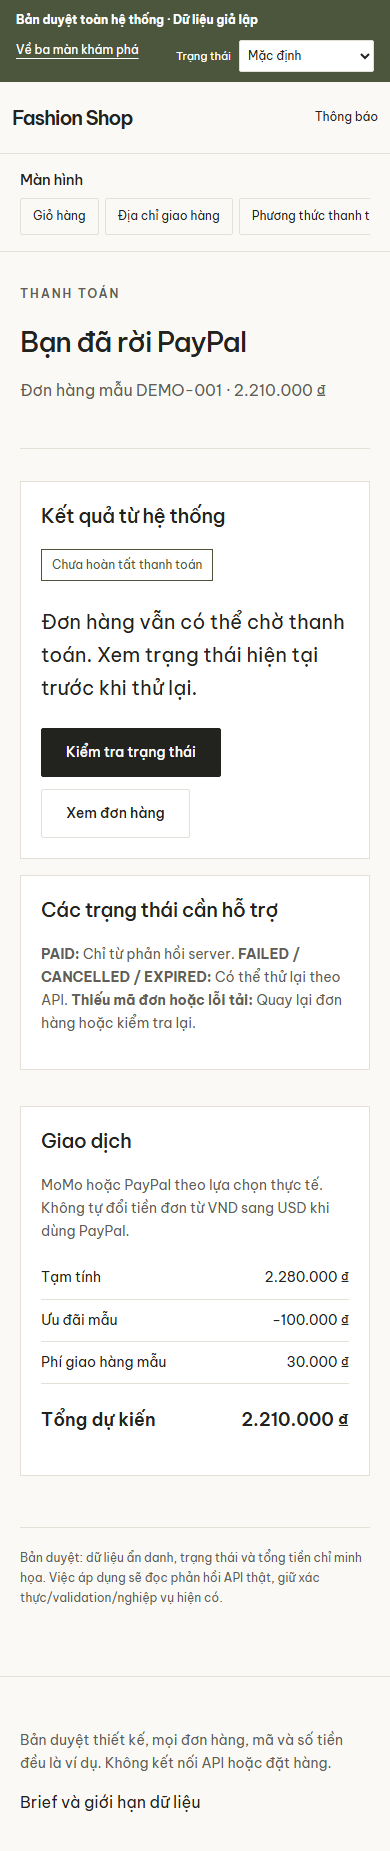 Bản duyệt toàn hệ thống · Dữ liệu giả lập
Về ba màn khám phá
Trạng thái
Mặc định
Fashion Shop
Thông báo
Màn hình
Giỏ hàng
Địa chỉ giao hàng
Phương thức thanh t
THANH TOÁN
Bạn đã rời PayPal
Đơn hàng mẫu DEMO-001 · 2.210.000 ₫
Kết quả từ hệ thống
Chưa hoàn tất thanh toán
Đơn hàng vẫn có thể chờ thanh
toán. Xem trạng thái hiện tại
trước khi thử lại.
Kiểm tra trạng thái
Xem đơn hàng
Các trạng thái cần hỗ trợ
PAID: Chỉ từ phản hồi server. FAILED /
CANCELLED / EXPIRED: Có thể thử lại theo
API. Thiếu mã đơn hoặc lỗi tải: Quay lại đơn
hàng hoặc kiểm tra lại.
Giao dịch
MoMo hoặc PayPal theo lựa chọn thực tế.
Không tự đổi tiền đơn từ VND sang USD khi
dùng PayPal.
Tạm tính
2.280.000 ₫
Ưu đãi mẫu
-100.000 ₫
Phí giao hàng mẫu
30.000 ₫
Tổng dự kiến
2.210.000 ₫
Bản duyệt: dữ liệu ẩn danh, trạng thái và tổng tiền chỉ minh
họa. Việc áp dụng sẽ đọc phản hồi API thật, giữ xác
thực/validation/nghiệp vụ hiện có.
Bản duyệt thiết kế, mọi đơn hàng, mã và số tiền
đều là ví dụ. Không kết nối API hoặc đặt hàng.
Brief và giới hạn dữ liệu